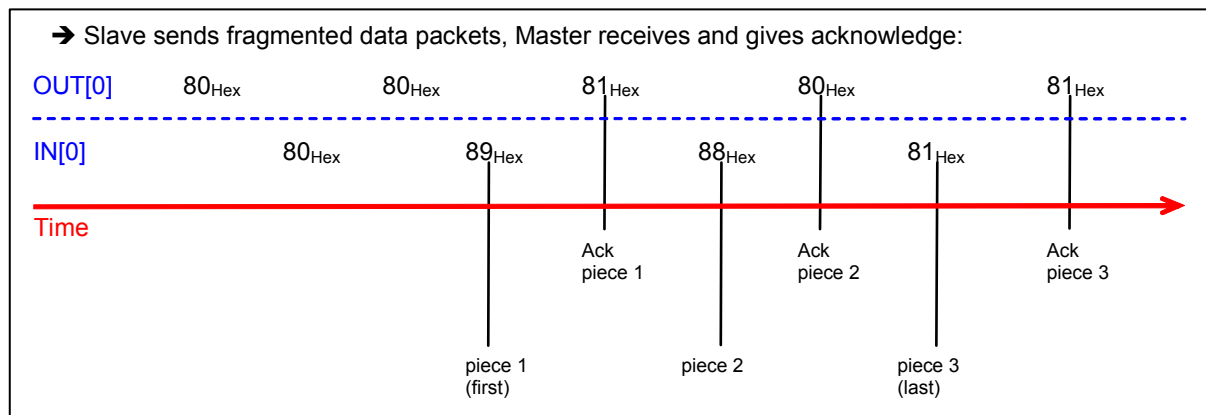 ➔ Slave sends fragmented data packets, Master receives and gives acknowledge:
OUT[0] 80Hex 80Hex 81Hex 80Hex 81Hex
IN[0] 80Hex 89Hex 88Hex 81Hex
Time
Ack Ack Ack
piece 1 piece 2 piece 3
piece 1 piece 2 piece 3
(first) (last)